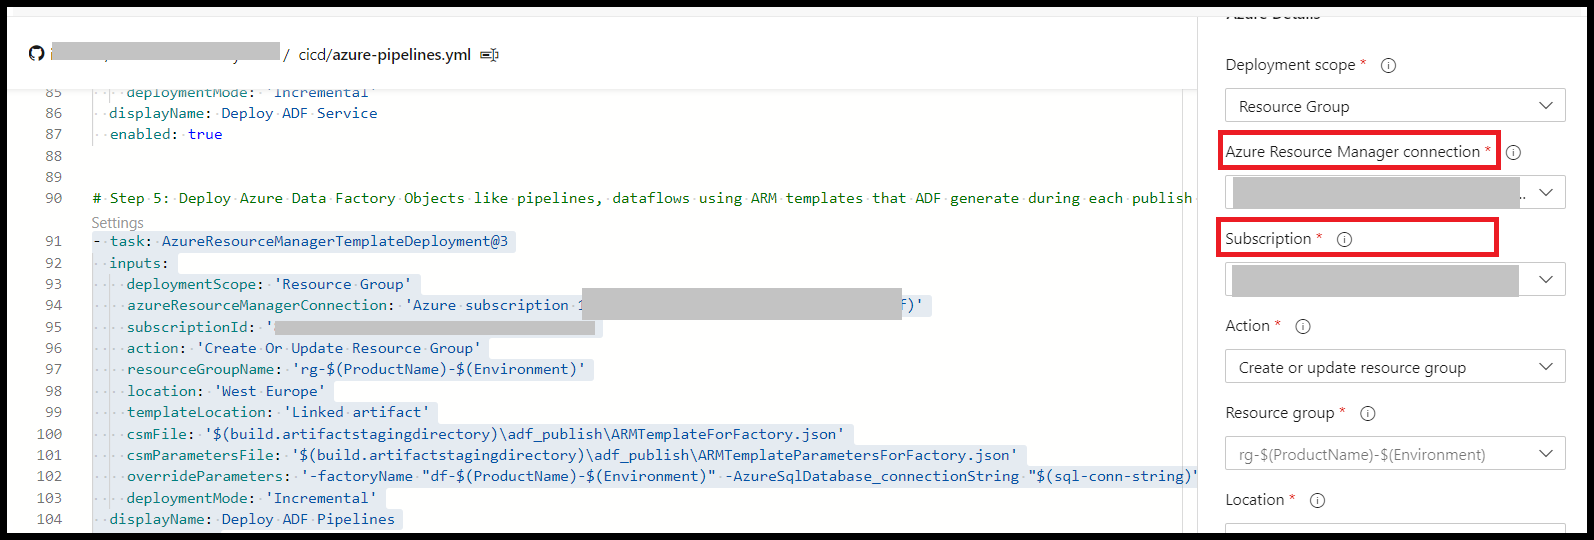 Azure Details
/ cicd/azure-pipelines.yml
Deployment scope *
Resource Group
Azure Resource Manager connection *
..
Subscription *
Action *
Create or update resource group
Resource group *
rg-$(ProductName)-$(Environment)
Location *
85 deploymentMode: 'Incremental'
86 displayName: Deploy ADF Service
87 enabled: true
88
89
90 # Step 5: Deploy Azure Data Factory Objects like pipelines, dataflows using ARM templates that ADF generate during each publish
Settings
91 - task: AzureResourceManagerTemplateDeployment@3
92 inputs:
93 deploymentScope: 'Resource Group'
94 azureResourceManagerConnection: 'Azure subscription 1 f)'
95 subscriptionId: '
96 action: 'Create Or Update Resource Group'
97 resourceGroupName: 'rg-$(ProductName)-$(Environment)'
98 location: 'West Europe'
99 templateLocation: 'Linked artifact'
100 csmFile: '$(build.artifactstagingdirectory)\adf_publish\ARMTemplateForFactory.json'
101 csmParametersFile: '$(build.artifactstagingdirectory)\adf_publish\ARMTemplateParametersForFactory.json'
102 overrideParameters: '-factoryName "df-$(ProductName)-$(Environment)" -AzureSqlDatabase_connectionString "$(sql-conn-string)'
103 deploymentMode: 'Incremental'
104 displayName: Deploy ADF Pipelines